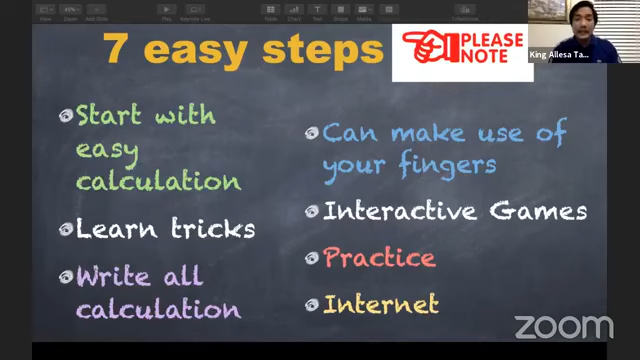 7 easy steps
PLEASE
NOTE
King Allesa Ta...
Start with
easy
calculation
Learn tricks
Write all
calculation
Can make use of
your fingers
Interactive Games
Practice
Internet
zoom